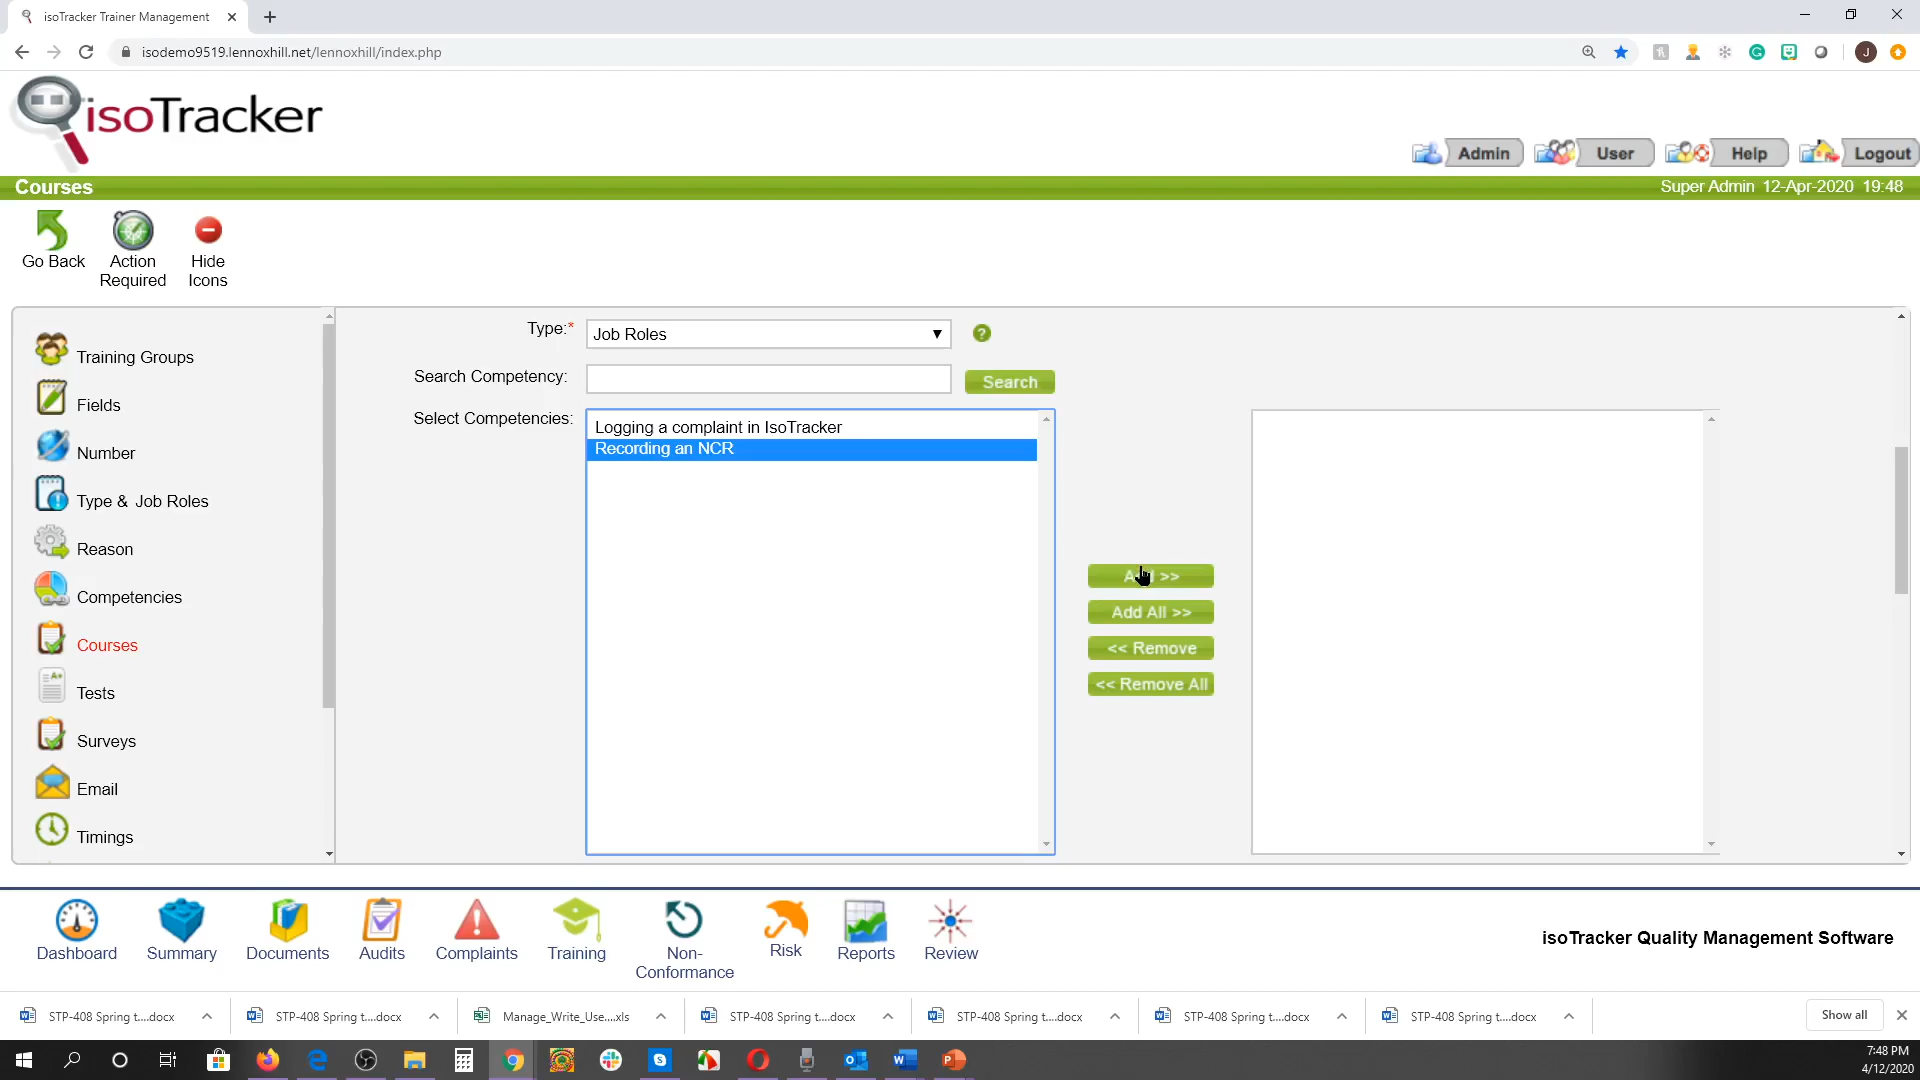 isoTracker Trainer Management
isodemo9519.lennoxhill.net/lennoxhill/index.php
J
isoTracker
Admin
User
Help
Logout
Courses
Super Admin 12-Apr-2020 19:48
Go Back
Action Required
Hide Icons
Training Groups
Fields
Number
Type & Job Roles
Reason
Competencies
Courses
Tests
Surveys
Email
Timings
Type:*
Job Roles
Search Competency:
Search
Select Competencies:
Logging a complaint in IsoTracker
Recording an NCR
Add >>
Add All >>
<< Remove
<< Remove All
Dashboard
Summary
Documents
Audits
Complaints
Training
Non-
Conformance
Risk
Reports
Review
isoTracker Quality Management Software
STP-408 Spring t....docx
STP-408 Spring t....docx
Manage_Write_Use....xls
STP-408 Spring t....docx
STP-408 Spring t....docx
STP-408 Spring t....docx
STP-408 Spring t....docx
Show all
7:48 PM
4/12/2020